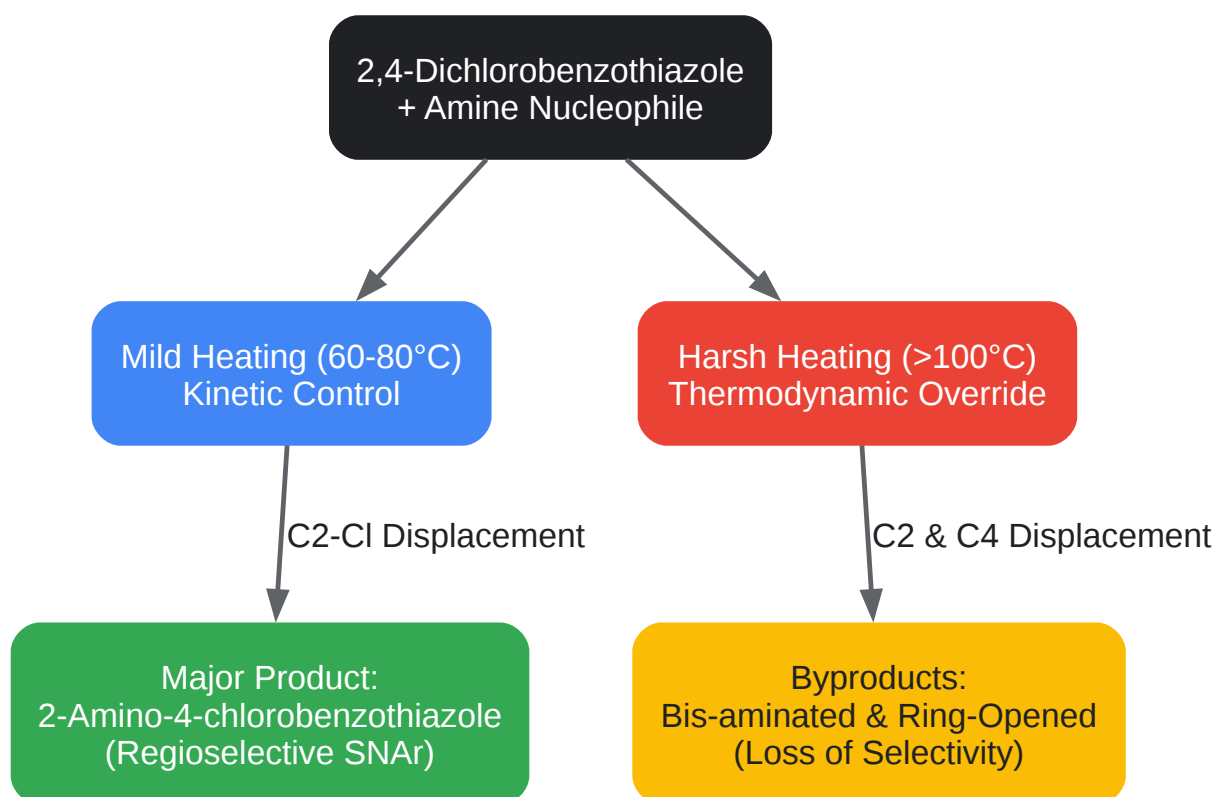 2,4-Dichlorobenzothiazole
+ Amine Nucleophile
Mild Heating (60-80°C)
Kinetic Control
Harsh Heating (>100°C)
Thermodynamic Override
C2-Cl Displacement
C2 & C4 Displacement
Major Product:
2-Amino-4-chlorobenzothiazole
(Regioselective SNAr)
Byproducts:
Bis-aminated & Ring-Opened
(Loss of Selectivity)